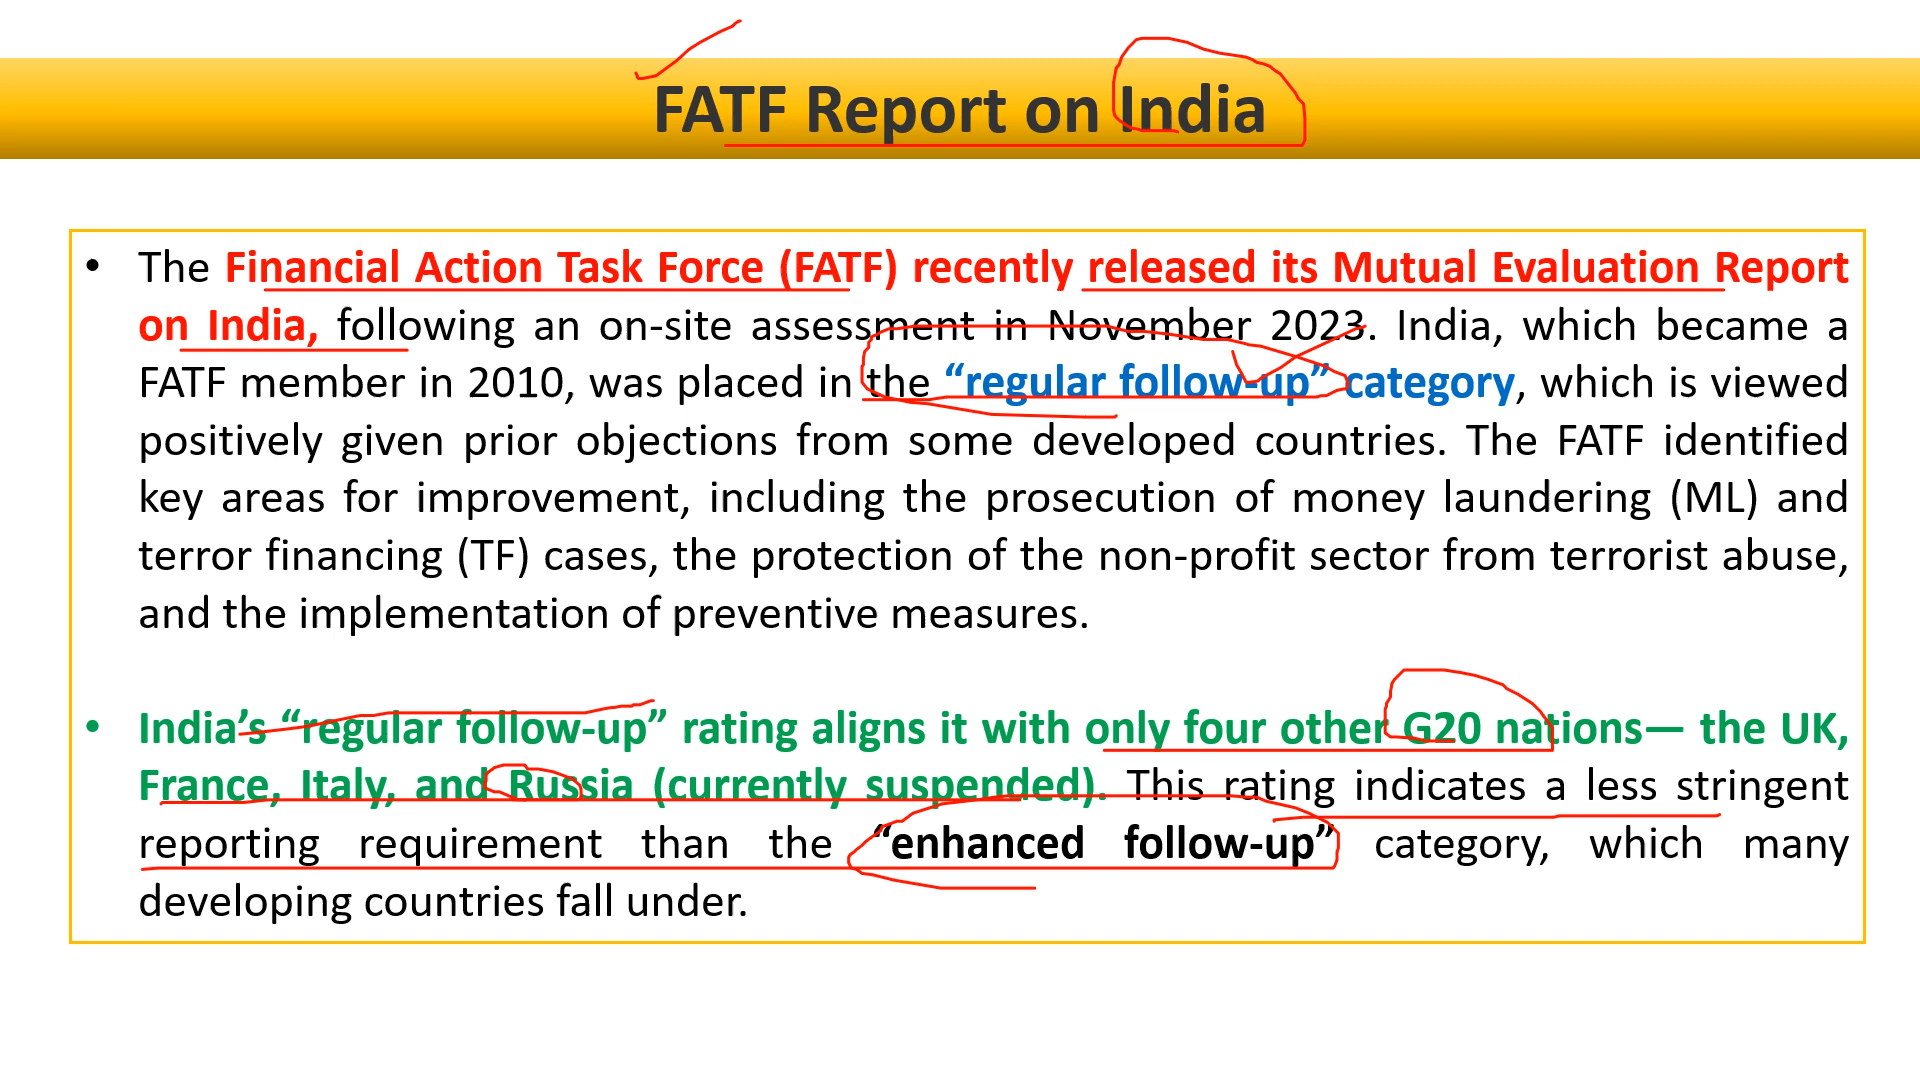 FATF Report on India
• The Financial Action Task Force (FATF) recently released its Mutual Evaluation Report
on India, following an on-site assessment in November 2023. India, which became a
FATF member in 2010, was placed in the “regular follow-up” category, which is viewed
positively given prior objections from some developed countries. The FATF identified
key areas for improvement, including the prosecution of money laundering (ML) and
terror financing (TF) cases, the protection of the non-profit sector from terrorist abuse,
and the implementation of preventive measures.
• India’s “regular follow-up” rating aligns it with only four other G20 nations— the UK,
France, Italy, and Russia (currently suspended). This rating indicates a less stringent
reporting requirement than the “enhanced follow-up” category, which many
developing countries fall under.